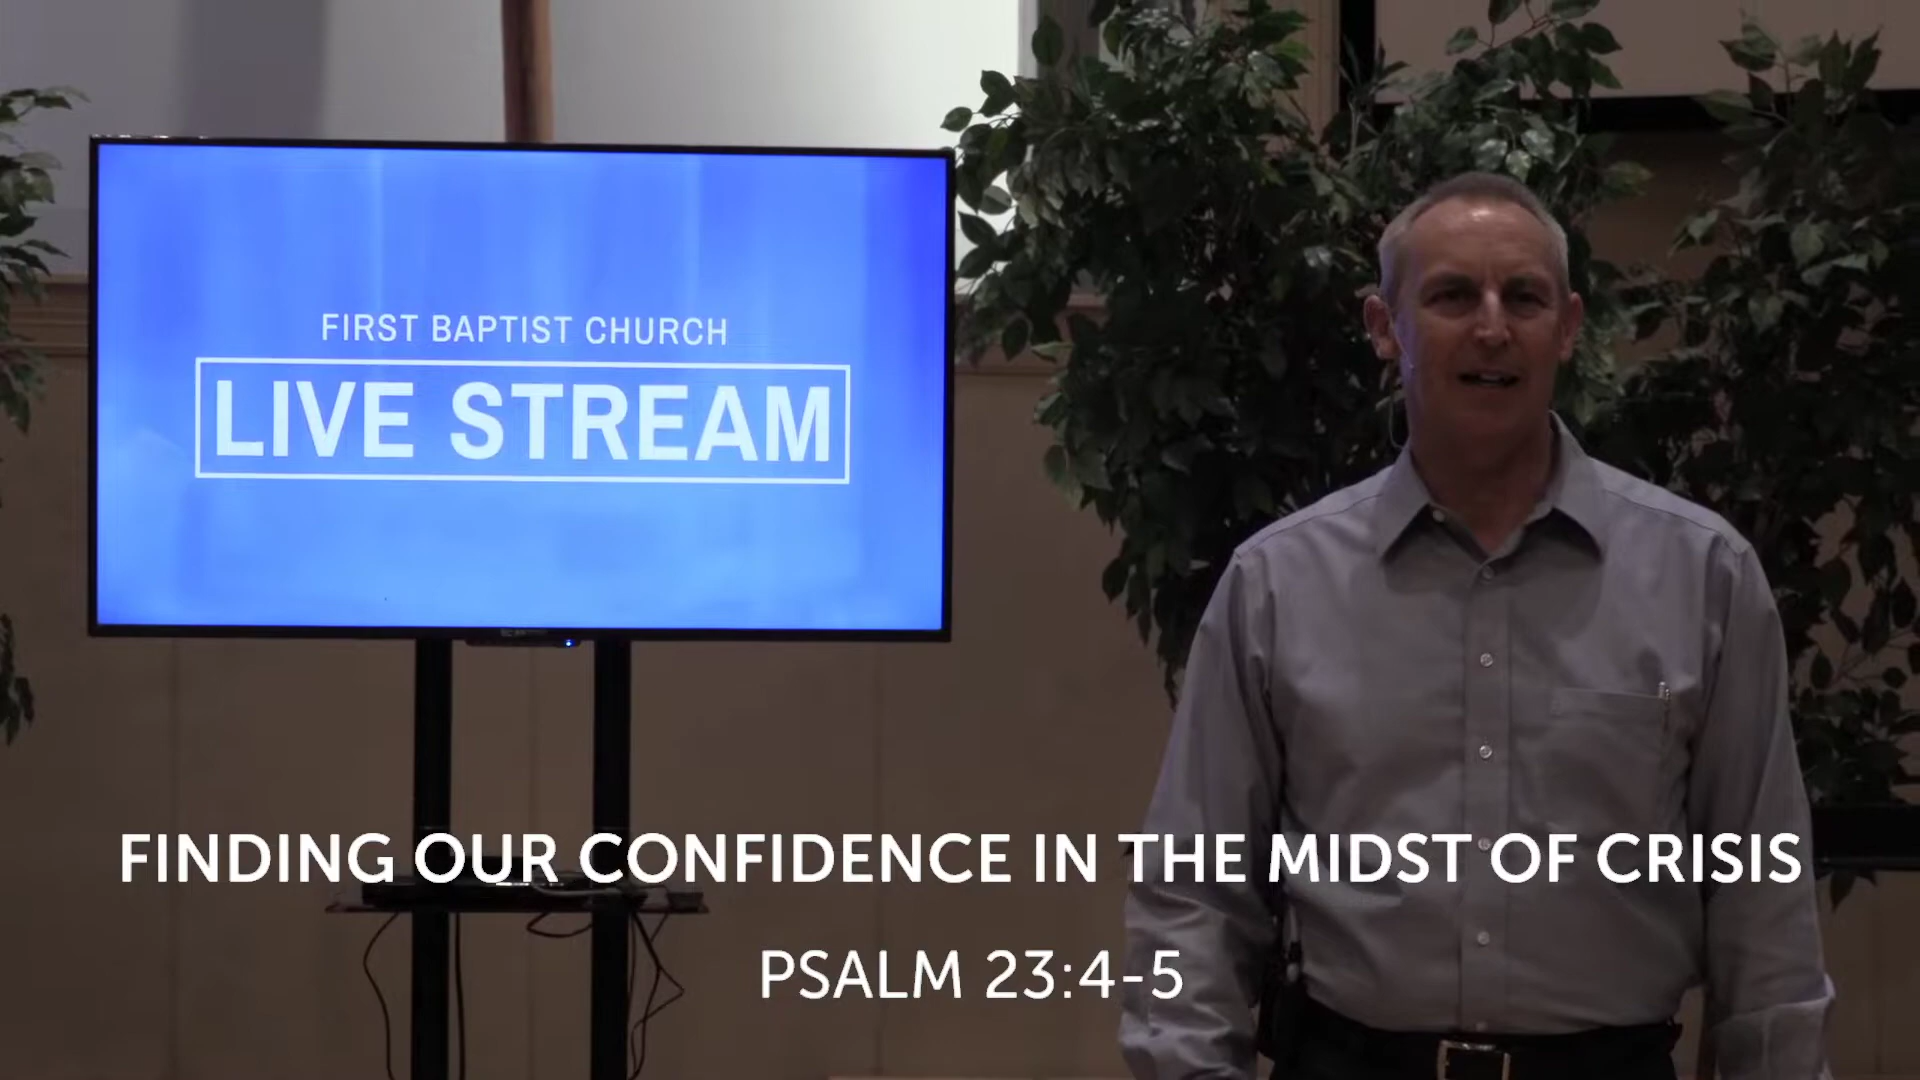 FIRST BAPTIST CHURCH
LIVE STREAM
FINDING OUR CONFIDENCE IN THE MIDST OF CRISIS
PSALM 23:4-5